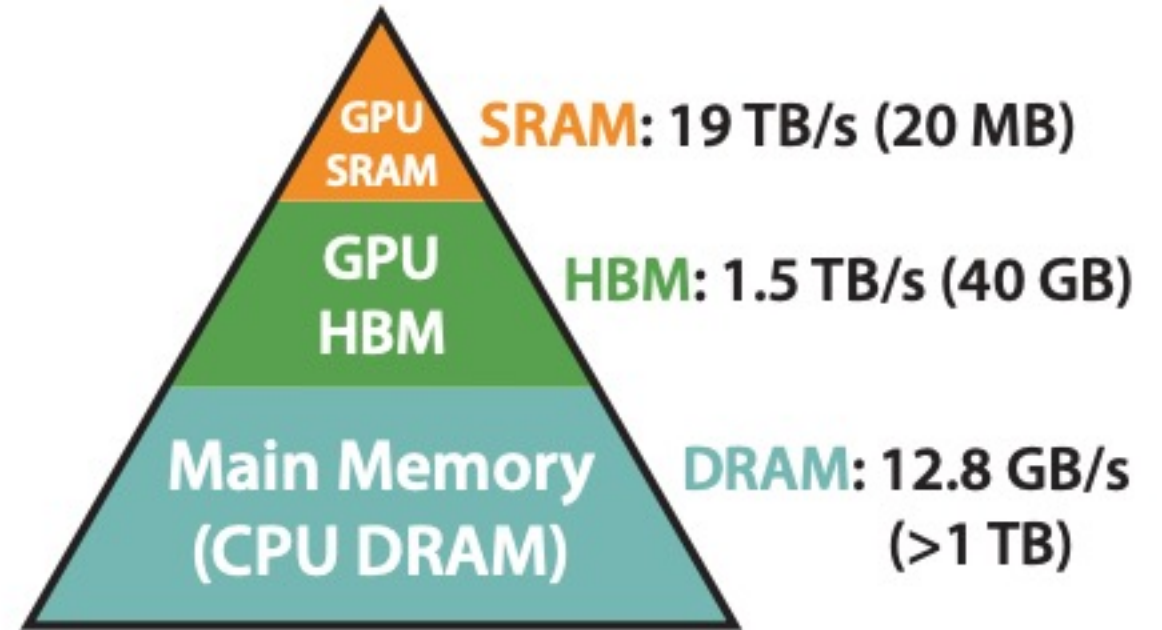 GPU
SRAM
SRAM: 19 TB/s (20 MB)
GPU
HBM
HBM: 1.5 TB/s (40 GB)
Main Memory
(CPU DRAM)
DRAM: 12.8 GB/s
(>1 TB)